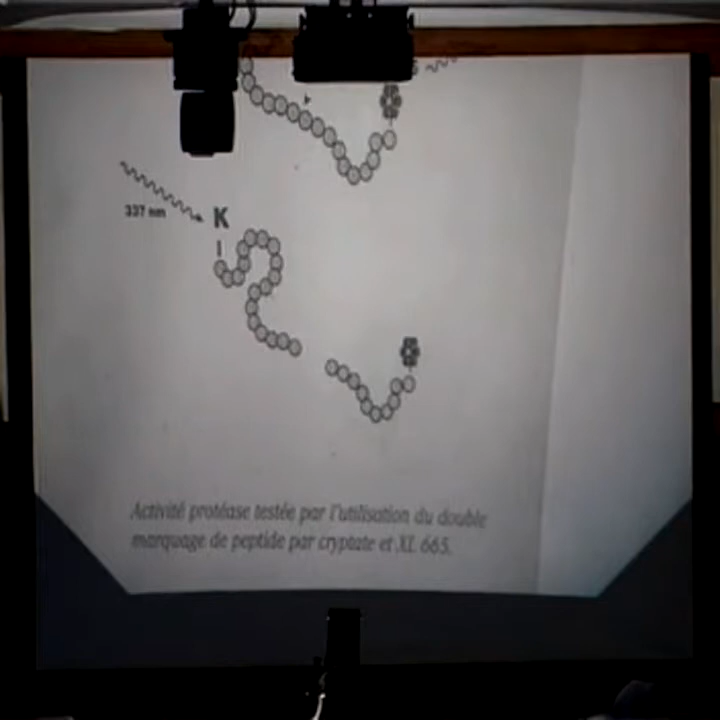 337 nm
K
Activité protéase testée par l'utilisation du double
marquage de peptide par cryptate et XL 665.